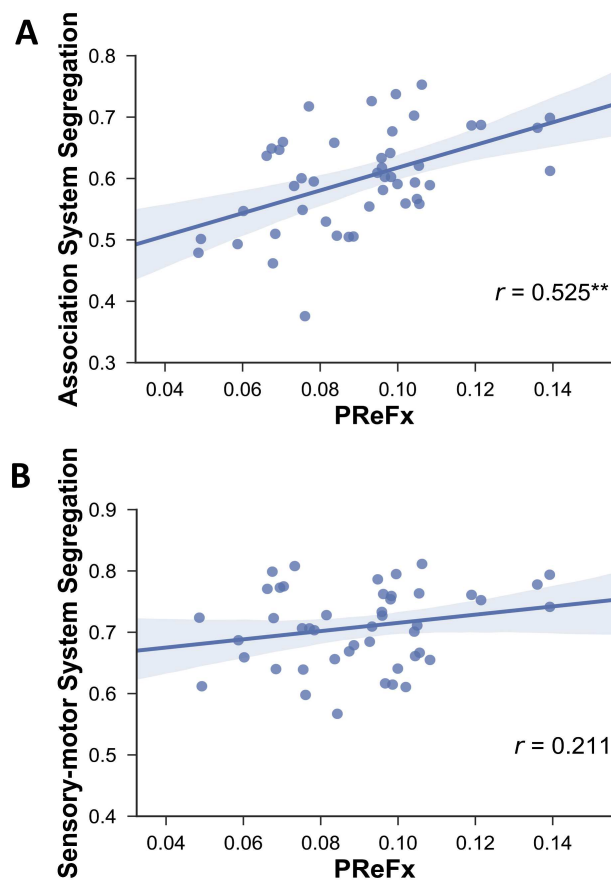 A
Association System Segregation
0.8
0.7
0.6
0.5
0.4
0.3
r = 0.525**
0.04 0.06 0.08 0.10 0.12 0.14
PReFx
B
Sensory-motor System Segregation
0.9
0.8
0.7
0.6
0.5
0.4
r = 0.211
0.04 0.06 0.08 0.10 0.12 0.14
PReFx